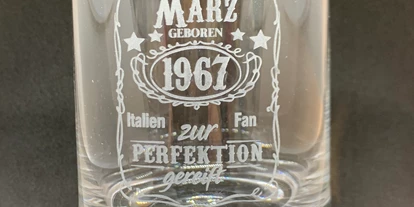 MÄRZ
GEBOREN
1967
Italien Fan
zur
PERFEKTION
gereift